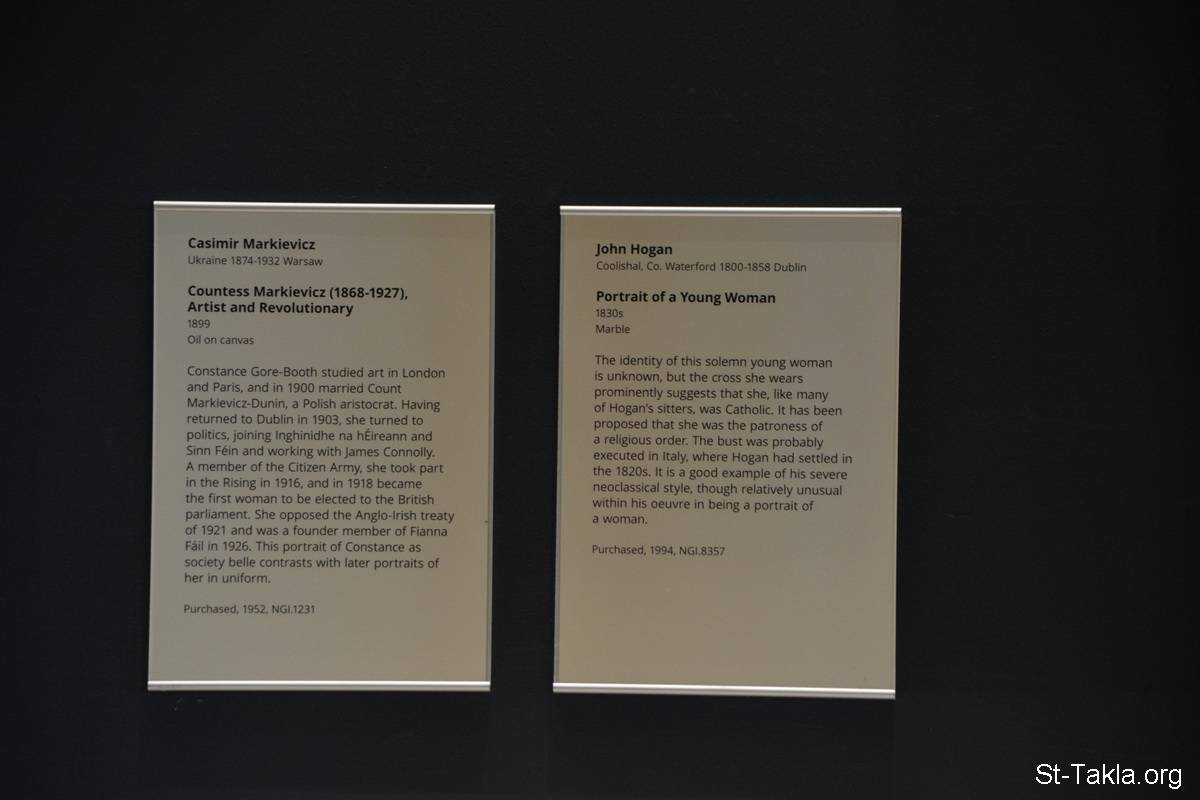 Casimir Markievicz
Ukraine 1874-1932 Warsaw
Countess Markievicz (1868-1927),
Artist and Revolutionary
1899
Oil on canvas
Constance Gore-Booth studied art in London
and Paris, and in 1900 married Count
Markievicz-Dunin, a Polish aristocrat. Having
returned to Dublin in 1903, she turned to
politics, joining Inghinidhe na hÉireann and
Sinn Féin and working with James Connolly.
A member of the Citizen Army, she took part
in the Rising in 1916, and in 1918 became
the first woman to be elected to the British
parliament. She opposed the Anglo-Irish treaty
of 1921 and was a founder member of Fianna
Fáil in 1926. This portrait of Constance as
society belle contrasts with later portraits of
her in uniform.
Purchased, 1952, NGI.1231
John Hogan
Coolishal, Co. Waterford 1800-1858 Dublin
Portrait of a Young Woman
1830s
Marble
The identity of this solemn young woman
is unknown, but the cross she wears
prominently suggests that she, like many
of Hogan's sitters, was Catholic. It has been
proposed that she was the patroness of
a religious order. The bust was probably
executed in Italy, where Hogan had settled in
the 1820s. It is a good example of his severe
neoclassical style, though relatively unusual
within his oeuvre in being a portrait of
a woman.
Purchased, 1994, NGI.8357
St-Takla.org